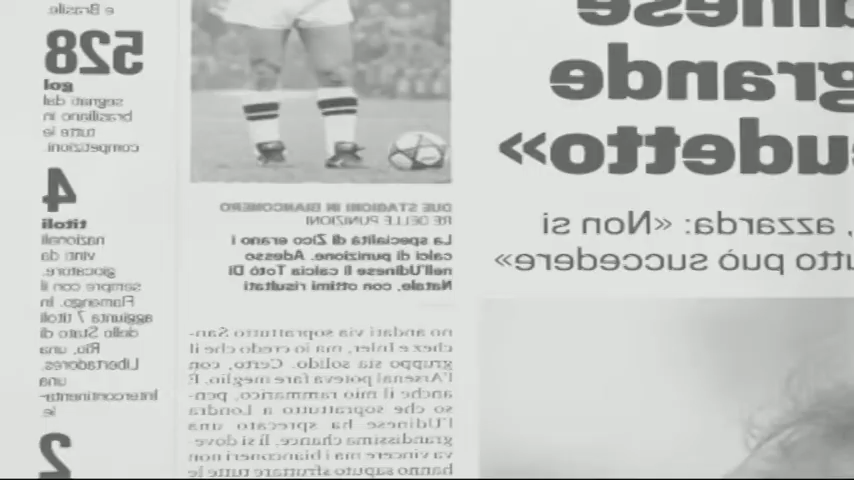 dinese
grande
udetto»
, azzarda: «Non si
otutto può succedere»
DUE STAGIONI IN BIANCONERO
RE DELLE PUNIZIONI
La specialità di Zico erano i
calci di punizione. Adesso
nell'Udinese li calcia Totò Di
Natale, con ottimi risultati
no andati via soprattutto San-
chez e Inler, ma io credo che il
gruppo sia solido. Certo, con
l'Arsenal poteva fare meglio. È
anche il mio rammarico, pen-
so che soprattutto a Londra
l'Udinese ha sprecato una
grandissima chance, lì si dove-
va vincere ma i bianconeri non
hanno saputo sfruttare tutte le
e Brasile.
528
gol
segnati dal
brasiliano in
tutte le
competizioni
4
titoli
nazionali
vinti da
giocatore,
sempre con il
Flamengo. In
aggiunta 7 titoli
dello Stato di
Rio, una
Libertadores,
una
Intercontinenta-
le
2